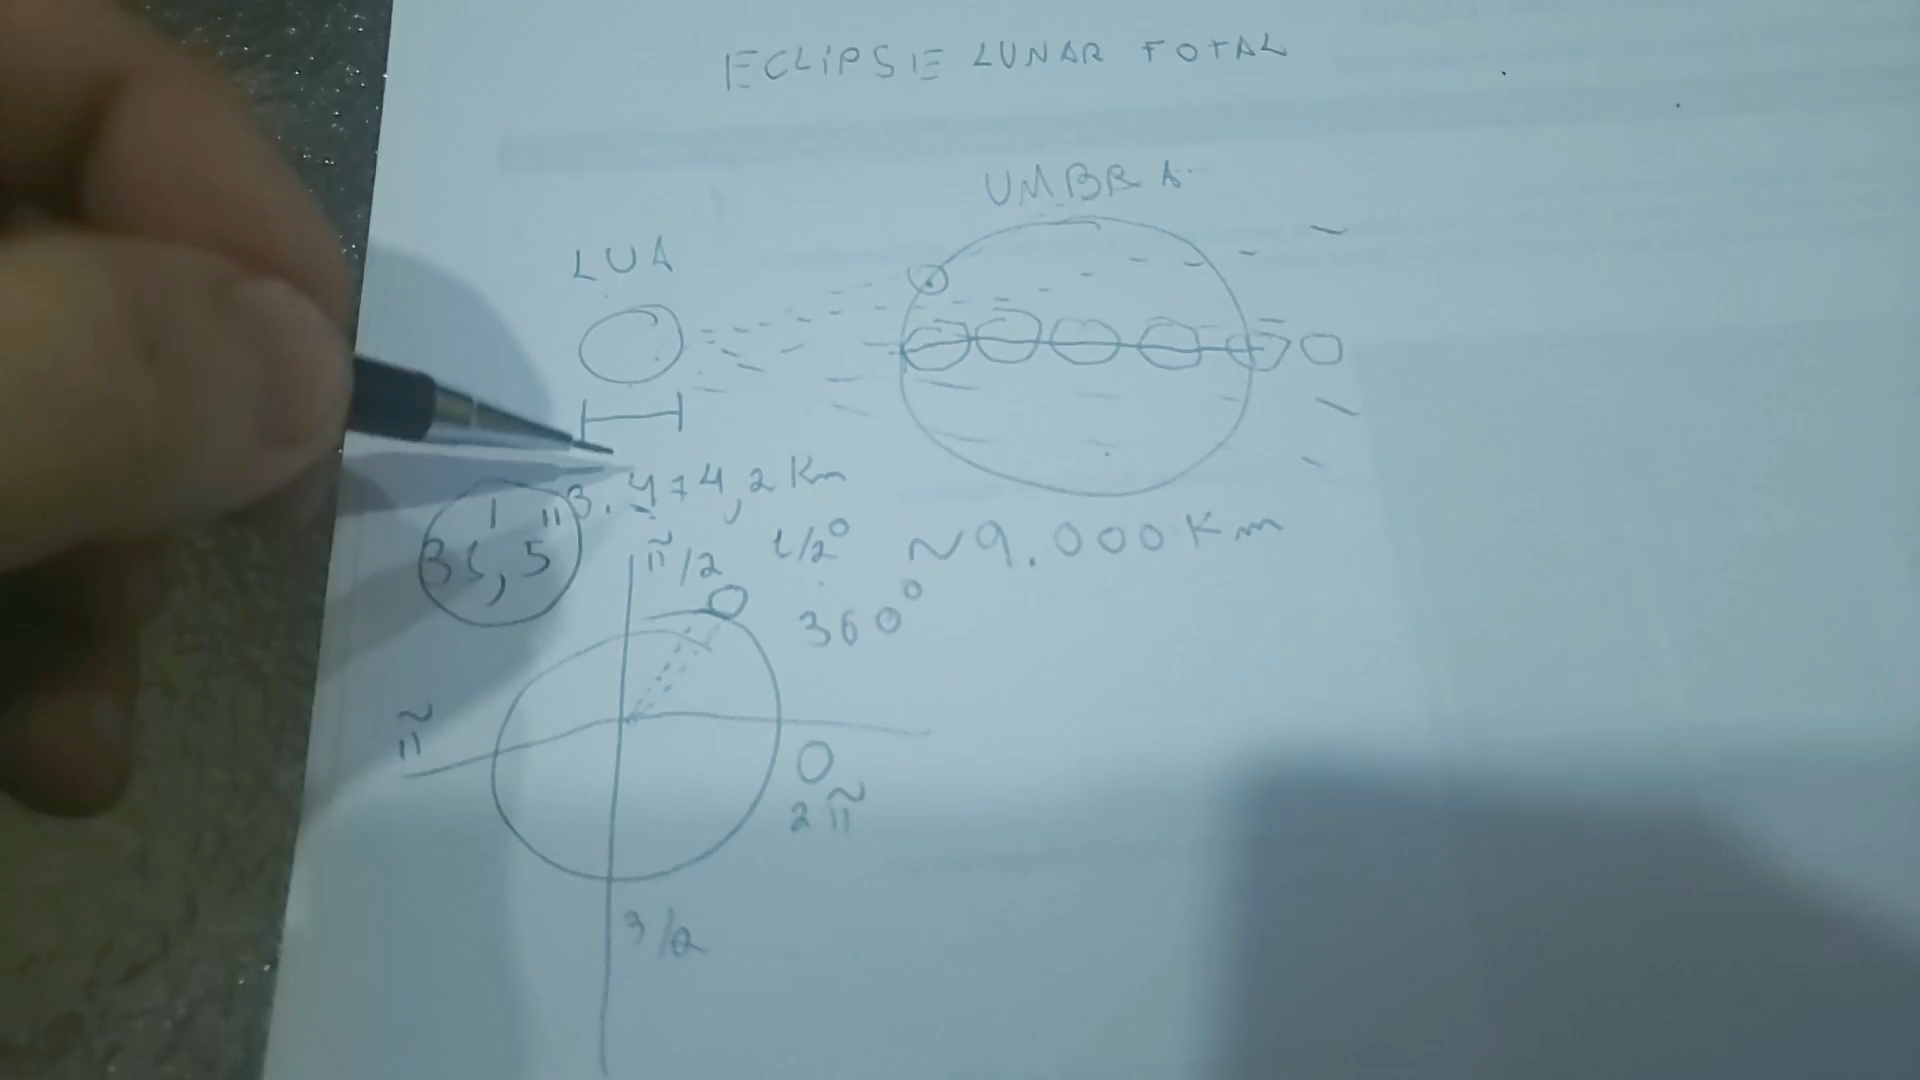 ECLIPSE LUNAR TOTAL
UMBRA
LUA
3.474,2 Km
31,5
π/2
1/2°
~9.000 Km
360°
π
0
2π
3/2